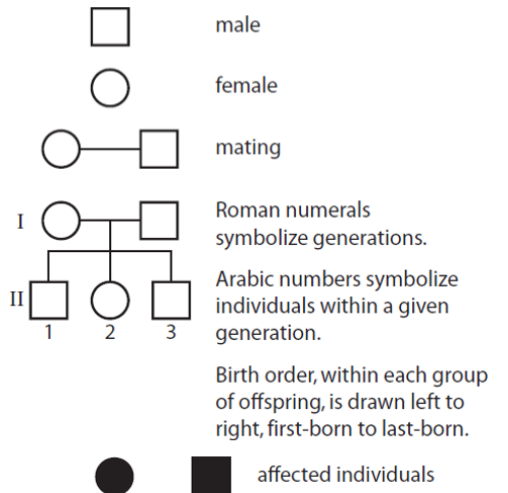 male
female
mating
I
Roman numerals
symbolize generations.
II
1 2 3
Arabic numbers symbolize
individuals within a given
generation.
Birth order, within each group
of offspring, is drawn left to
right, first-born to last-born.
affected individuals